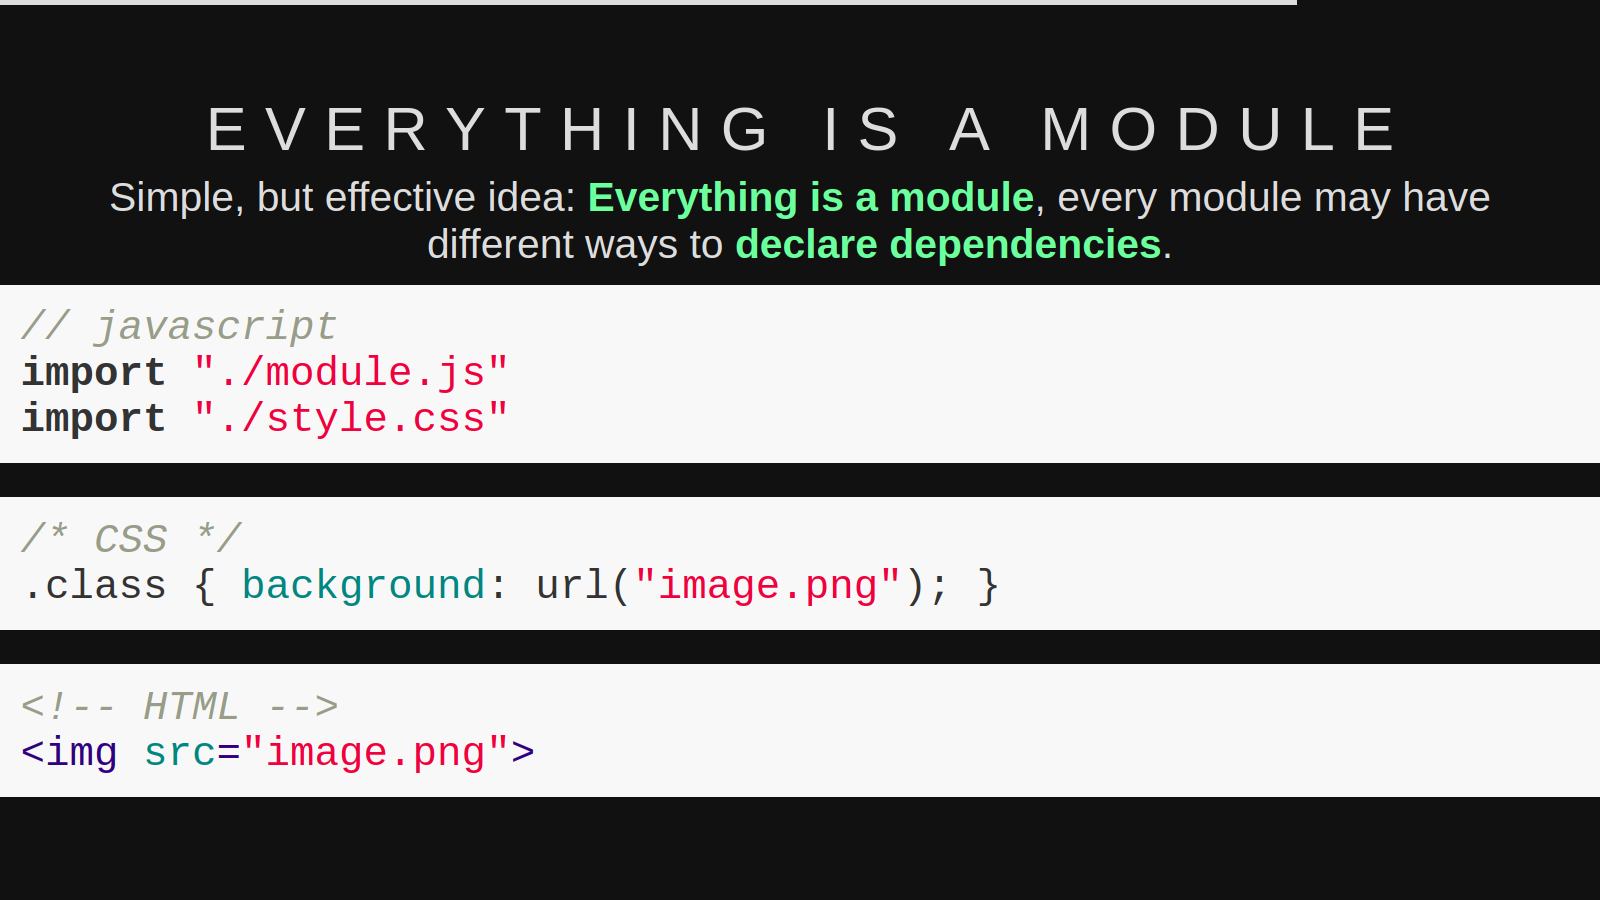 EVERYTHING IS A MODULE
Simple, but effective idea: Everything is a module, every module may have
different ways to declare dependencies.
// javascript
import "./module.js"
import "./style.css"
/* CSS */
.class { background: url("image.png"); }
<!-- HTML -->
<img src="image.png">